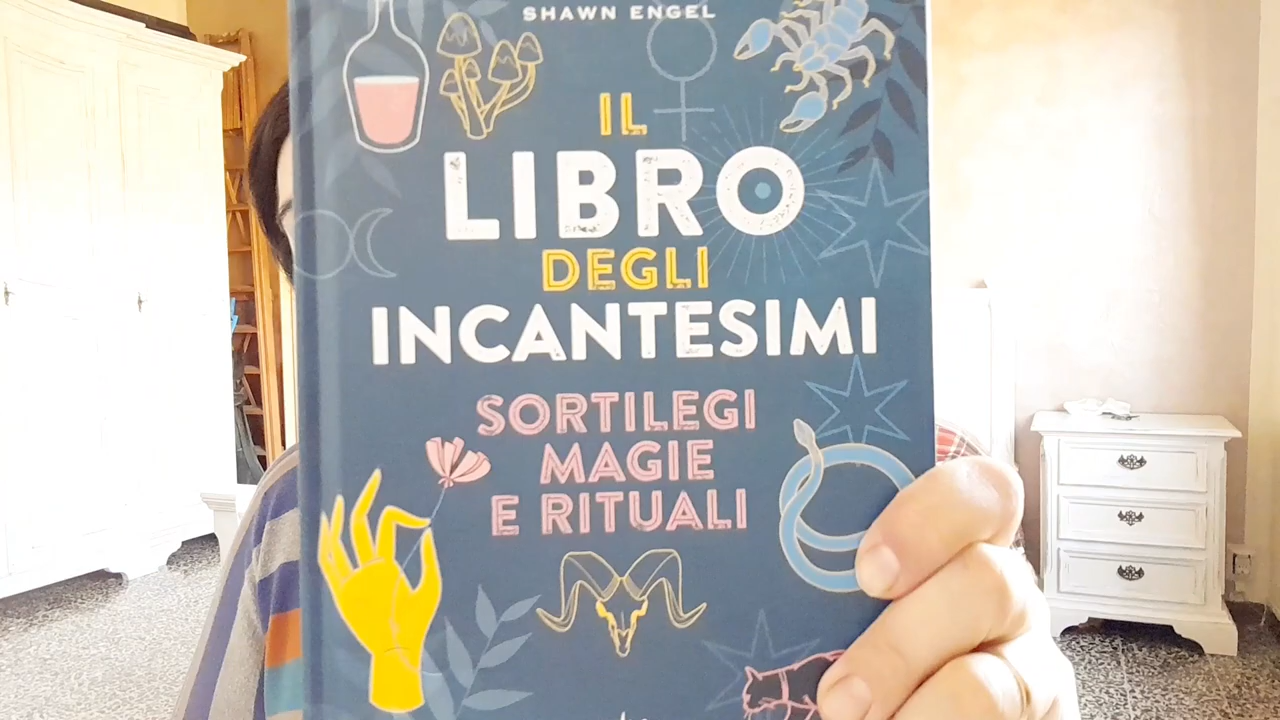 SHAWN ENGEL
IL
LIBRO
DEGLI
INCANTESIMI
SORTILEGI
MAGIE
E RITUALI